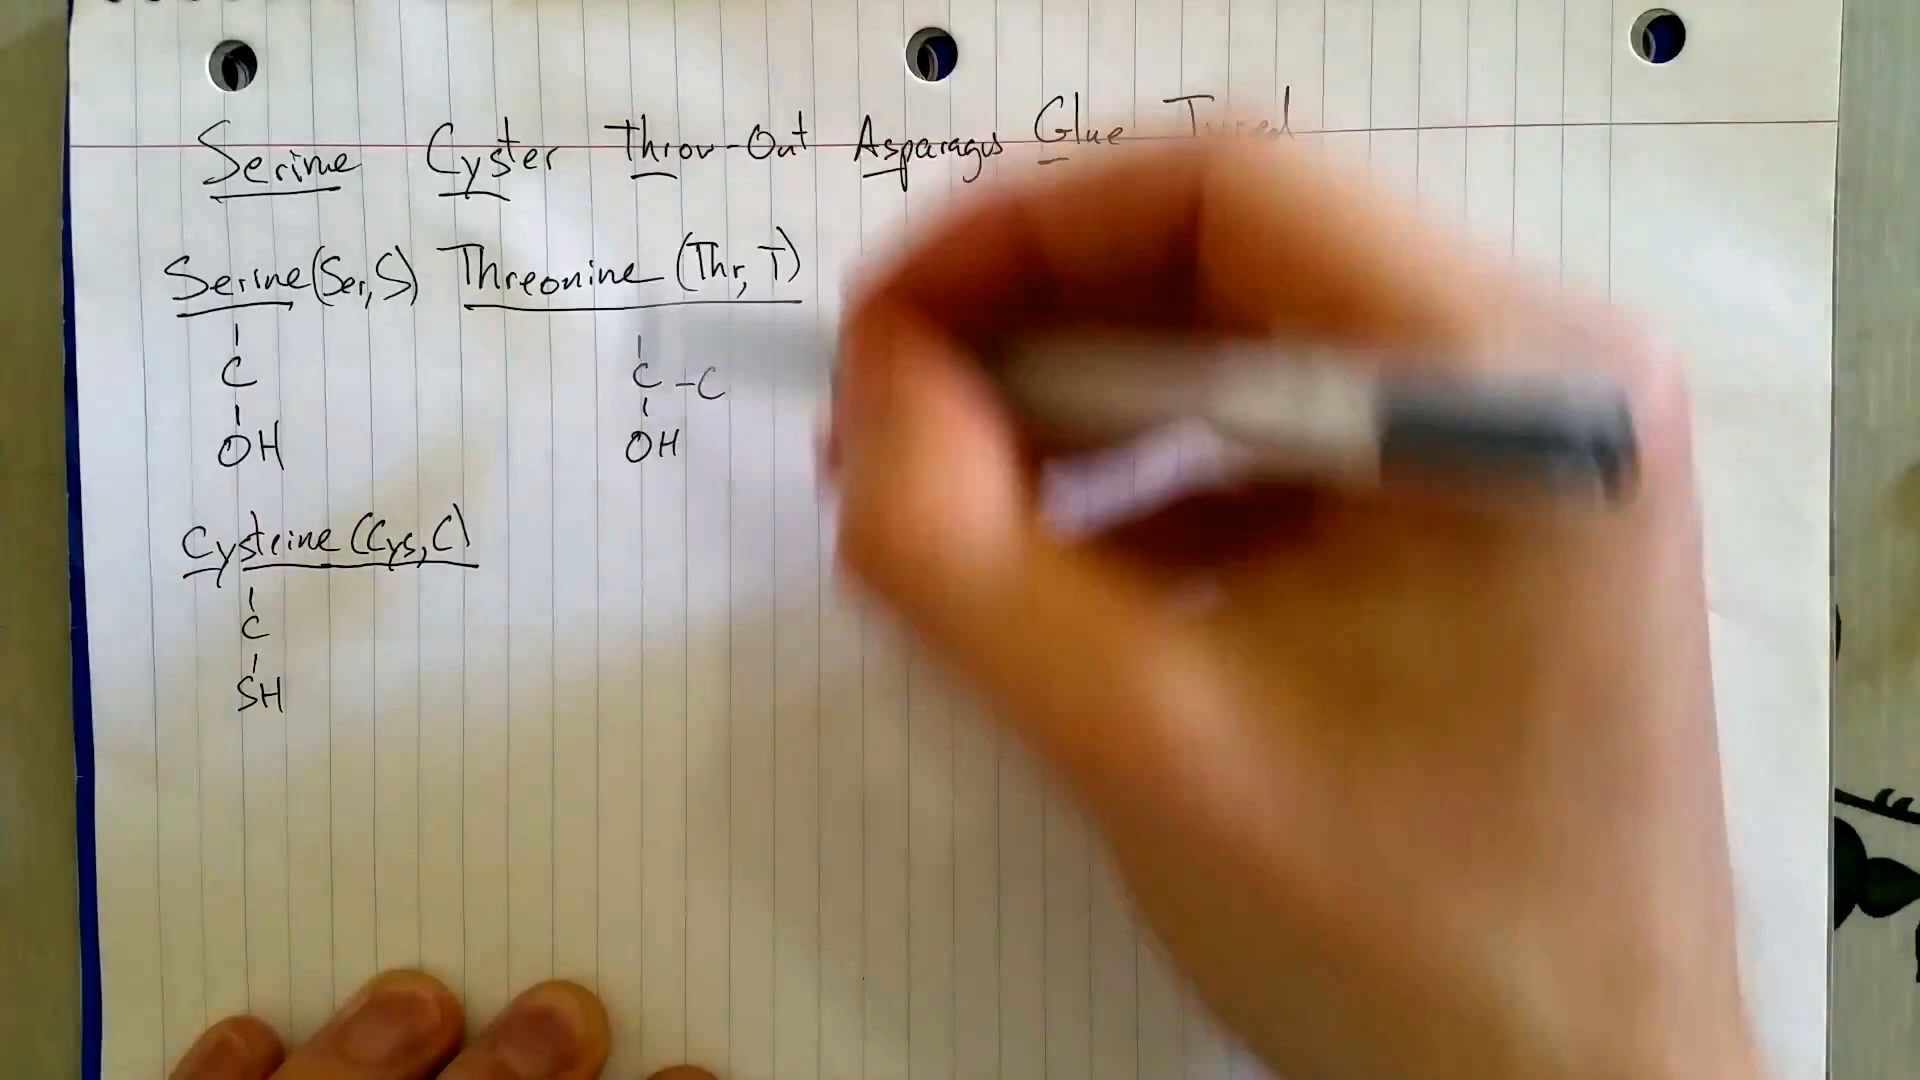 Serine Cyster Throw-Out Asparagus Glue
Serine (Ser, S) Threonine (Thr, T)
C C - C
OH OH
Cysteine (Cys, C)
C
SH